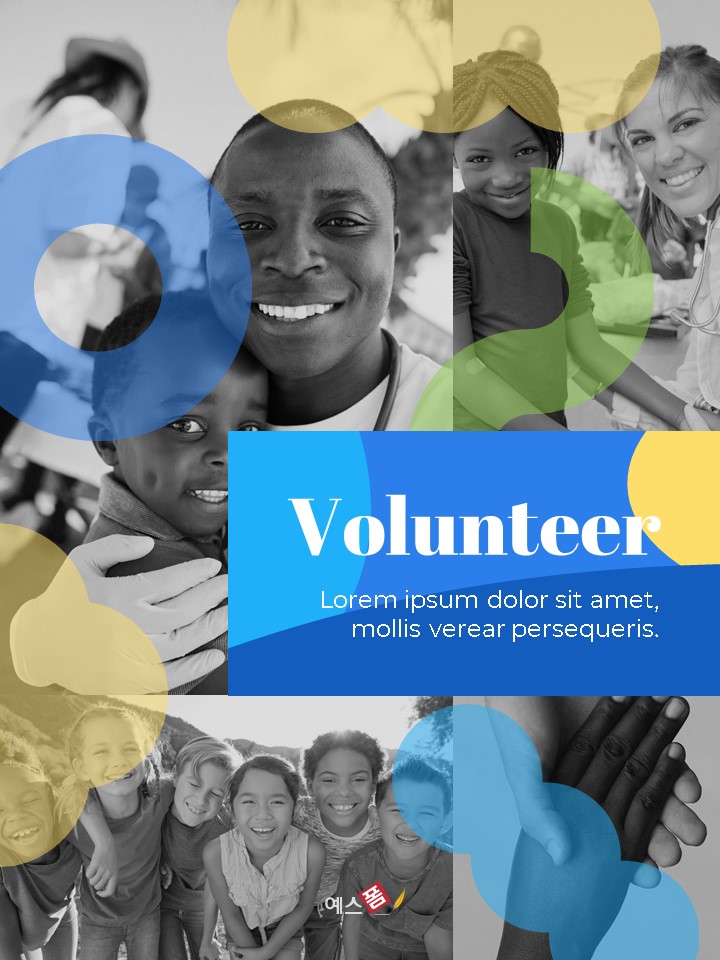 Volunteer
Lorem ipsum dolor sit amet,
mollis verear persequeris.
예스폼